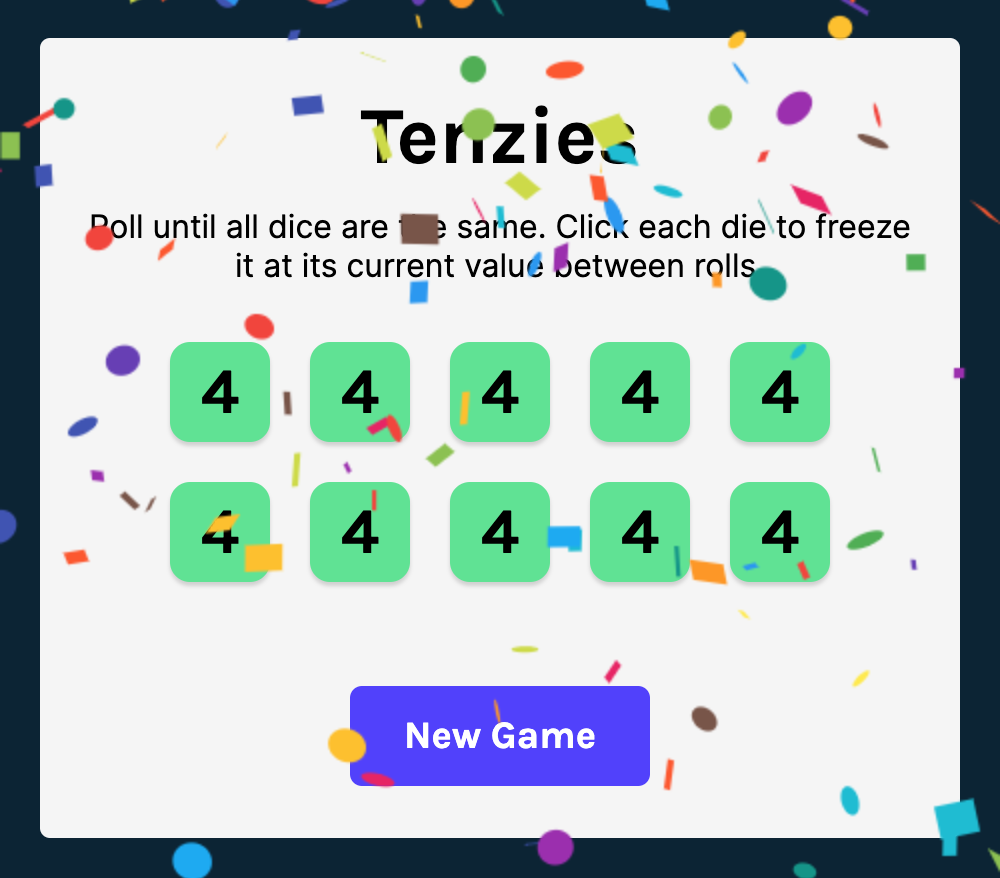 Tenzies
Roll until all dice are the same. Click each die to freeze
it at its current value between rolls.
4 4 4 4 4
4 4 4 4 4
New Game